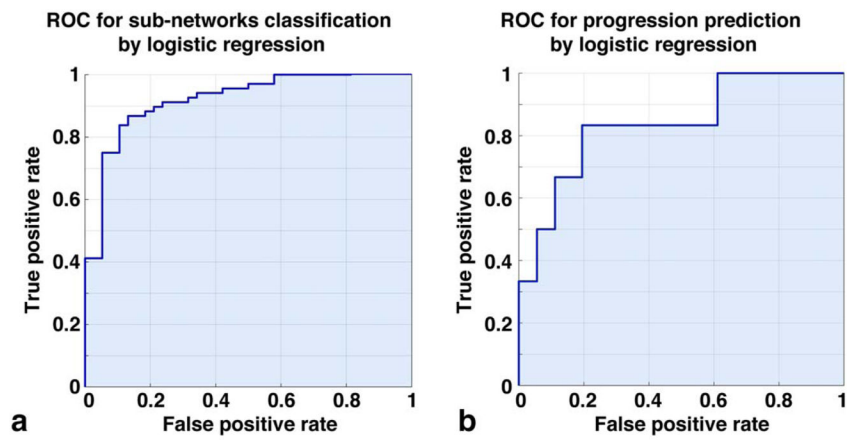 ROC for sub-networks classification
by logistic regression
1
0.8
0.6
0.4
0.2
0
True positive rate
0 0.2 0.4 0.6 0.8 1
False positive rate
a
ROC for progression prediction
by logistic regression
1
0.8
0.6
0.4
0.2
0
True positive rate
0 0.2 0.4 0.6 0.8 1
False positive rate
b